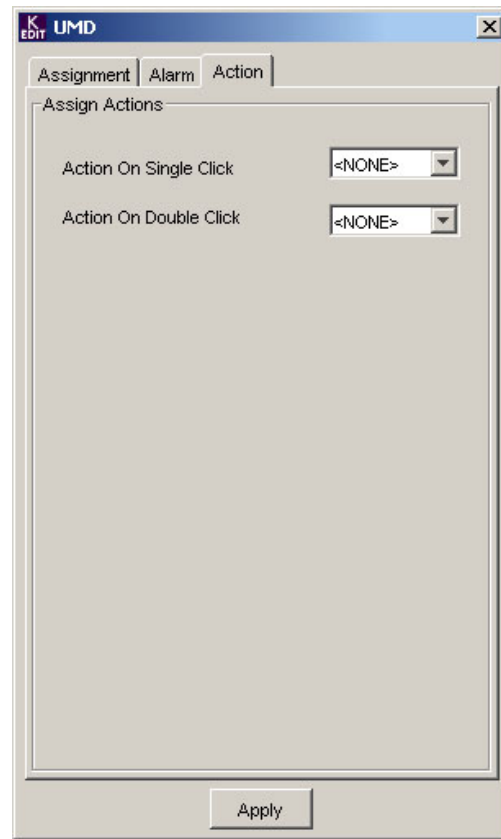 K EDIT UMD
Assignment Alarm Action
Assign Actions
Action On Single Click <NONE>
Action On Double Click <NONE>
Apply